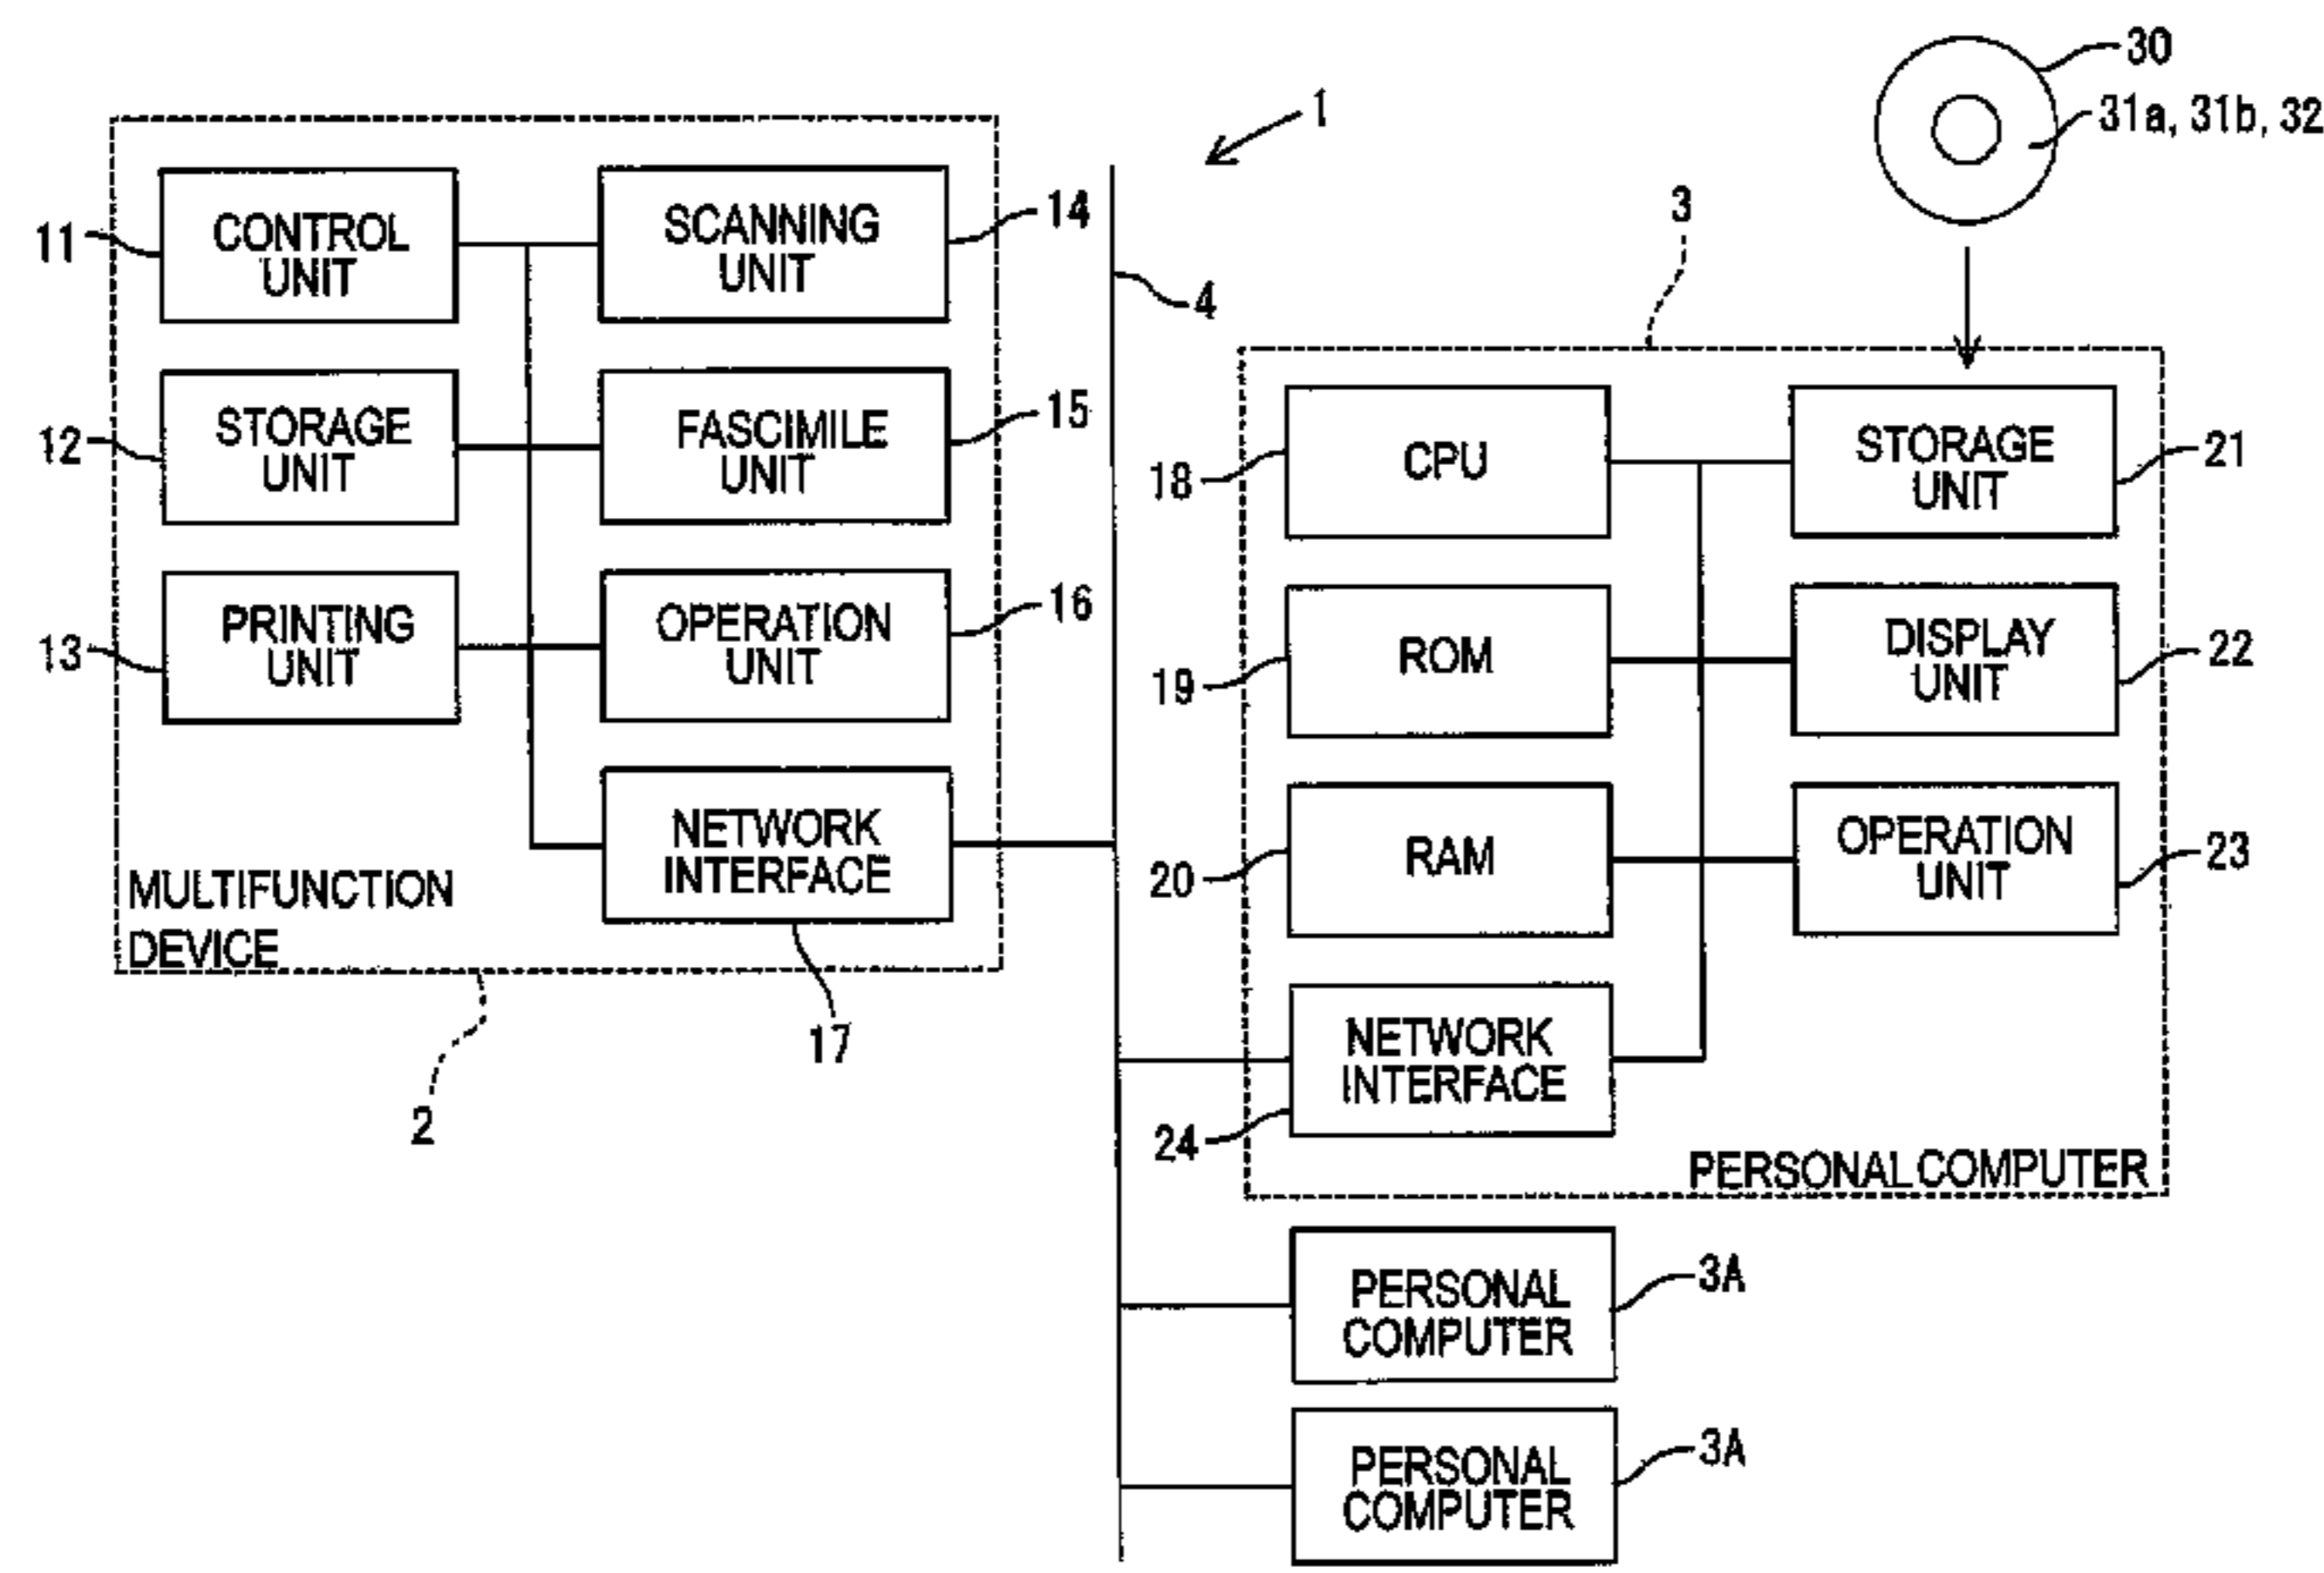 30
31a, 31b, 32
1
3
11
CONTROL
UNIT
SCANNING
UNIT
14
4
12
STORAGE
UNIT
FASCIMILE
UNIT
15
18
CPU
STORAGE
UNIT
21
13
PRINTING
UNIT
OPERATION
UNIT
16
19
ROM
DISPLAY
UNIT
22
NETWORK
INTERFACE
17
MULTIFUNCTION
DEVICE
2
20
RAM
OPERATION
UNIT
23
NETWORK
INTERFACE
24
PERSONAL COMPUTER
PERSONAL
COMPUTER
3A
PERSONAL
COMPUTER
3A